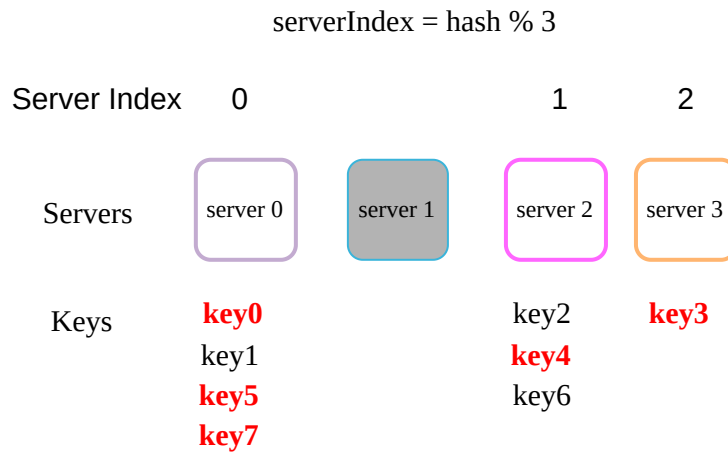 serverIndex = hash % 3
Server Index 0 1 2
Servers server 0 server 1 server 2 server 3
Keys key0 key2 key3
key1 key4
key5 key6
key7